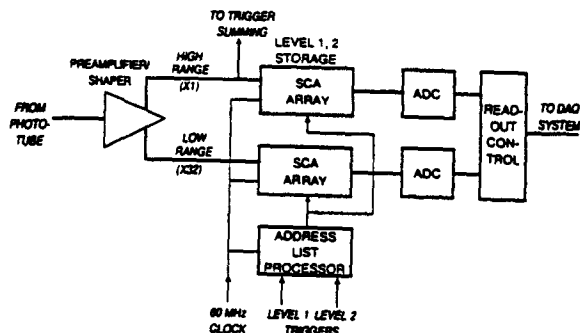 TO TRIGGER
SUMMING
PREAMPLIFIER/
SHAPER
HIGH
RANGE
(X1)
LEVEL 1, 2
STORAGE
SCA
ARRAY
ADC
READ-
OUT
CON-
TROL
TO DAQ
SYSTEM
FROM
PHOTO-
TUBE
LOW
RANGE
(X32)
SCA
ARRAY
ADC
ADDRESS
LIST
PROCESSOR
60 MHz
CLOCK
LEVEL 1 LEVEL 2
TRIGGERS